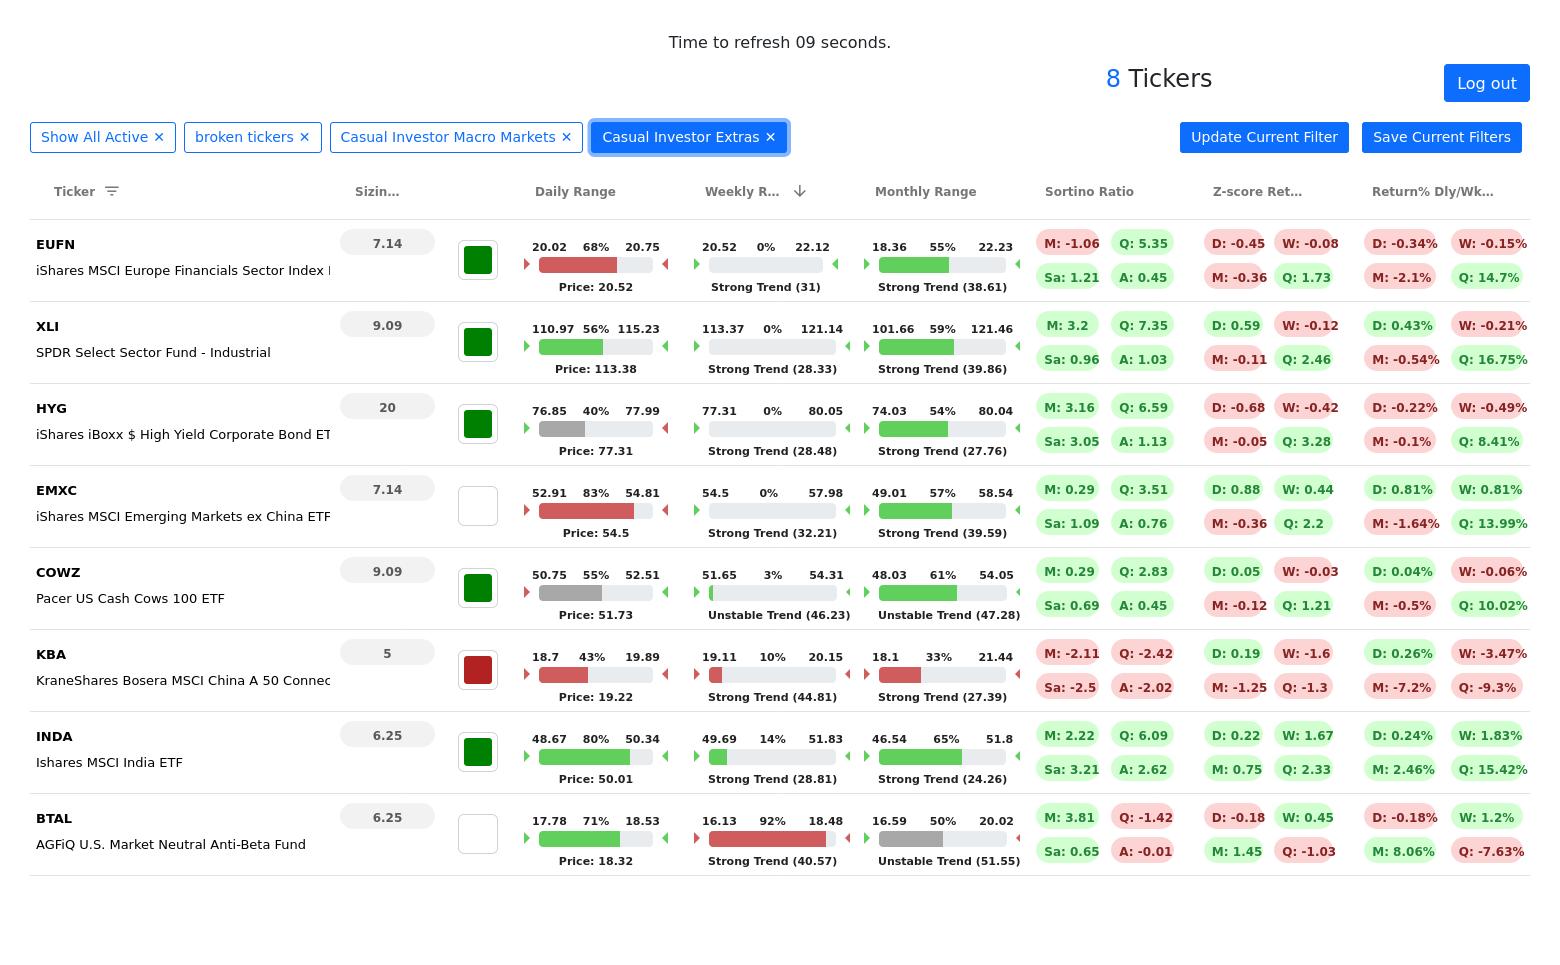 Time to refresh 09 seconds.
8 Tickers
Log out
Show All Active ✕ broken tickers ✕ Casual Investor Macro Markets ✕ Casual Investor Extras ✕ Update Current Filter Save Current Filters
Ticker Sizin… Daily Range Weekly R… Monthly Range Sortino Ratio Z-score Ret… Return% Dly/Wk…
EUFN 7.14 20.02 68% 20.75 20.52 0% 22.12 18.36 55% 22.23 M: -1.06 Q: 5.35 D: -0.45 W: -0.08 D: -0.34% W: -0.15%
iShares MSCI Europe Financials Sector Index Sa: 1.21 A: 0.45 M: -0.36 Q: 1.73 M: -2.1% Q: 14.7%
Price: 20.52 Strong Trend (31) Strong Trend (38.61)
XLI 9.09 110.97 56% 115.23 113.37 0% 121.14 101.66 59% 121.46 M: 3.2 Q: 7.35 D: 0.59 W: -0.12 D: 0.43% W: -0.21%
SPDR Select Sector Fund - Industrial Sa: 0.96 A: 1.03 M: -0.11 Q: 2.46 M: -0.54% Q: 16.75%
Price: 113.38 Strong Trend (28.33) Strong Trend (39.86)
HYG 20 76.85 40% 77.99 77.31 0% 80.05 74.03 54% 80.04 M: 3.16 Q: 6.59 D: -0.68 W: -0.42 D: -0.22% W: -0.49%
iShares iBoxx $ High Yield Corporate Bond ET Sa: 3.05 A: 1.13 M: -0.05 Q: 3.28 M: -0.1% Q: 8.41%
Price: 77.31 Strong Trend (28.48) Strong Trend (27.76)
EMXC 7.14 52.91 83% 54.81 54.5 0% 57.98 49.01 57% 58.54 M: 0.29 Q: 3.51 D: 0.88 W: 0.44 D: 0.81% W: 0.81%
iShares MSCI Emerging Markets ex China ETF Sa: 1.09 A: 0.76 M: -0.36 Q: 2.2 M: -1.64% Q: 13.99%
Price: 54.5 Strong Trend (32.21) Strong Trend (39.59)
COWZ 9.09 50.75 55% 52.51 51.65 3% 54.31 48.03 61% 54.05 M: 0.29 Q: 2.83 D: 0.05 W: -0.03 D: 0.04% W: -0.06%
Pacer US Cash Cows 100 ETF Sa: 0.69 A: 0.45 M: -0.12 Q: 1.21 M: -0.5% Q: 10.02%
Price: 51.73 Unstable Trend (46.23) Unstable Trend (47.28)
KBA 5 18.7 43% 19.89 19.11 10% 20.15 18.1 33% 21.44 M: -2.11 Q: -2.42 D: 0.19 W: -1.6 D: 0.26% W: -3.47%
KraneShares Bosera MSCI China A 50 Connec Sa: -2.5 A: -2.02 M: -1.25 Q: -1.3 M: -7.2% Q: -9.3%
Price: 19.22 Strong Trend (44.81) Strong Trend (27.39)
INDA 6.25 48.67 80% 50.34 49.69 14% 51.83 46.54 65% 51.8 M: 2.22 Q: 6.09 D: 0.22 W: 1.67 D: 0.24% W: 1.83%
Ishares MSCI India ETF Sa: 3.21 A: 2.62 M: 0.75 Q: 2.33 M: 2.46% Q: 15.42%
Price: 50.01 Strong Trend (28.81) Strong Trend (24.26)
BTAL 6.25 17.78 71% 18.53 16.13 92% 18.48 16.59 50% 20.02 M: 3.81 Q: -1.42 D: -0.18 W: 0.45 D: -0.18% W: 1.2%
AGFiQ U.S. Market Neutral Anti-Beta Fund Sa: 0.65 A: -0.01 M: 1.45 Q: -1.03 M: 8.06% Q: -7.63%
Price: 18.32 Strong Trend (40.57) Unstable Trend (51.55)